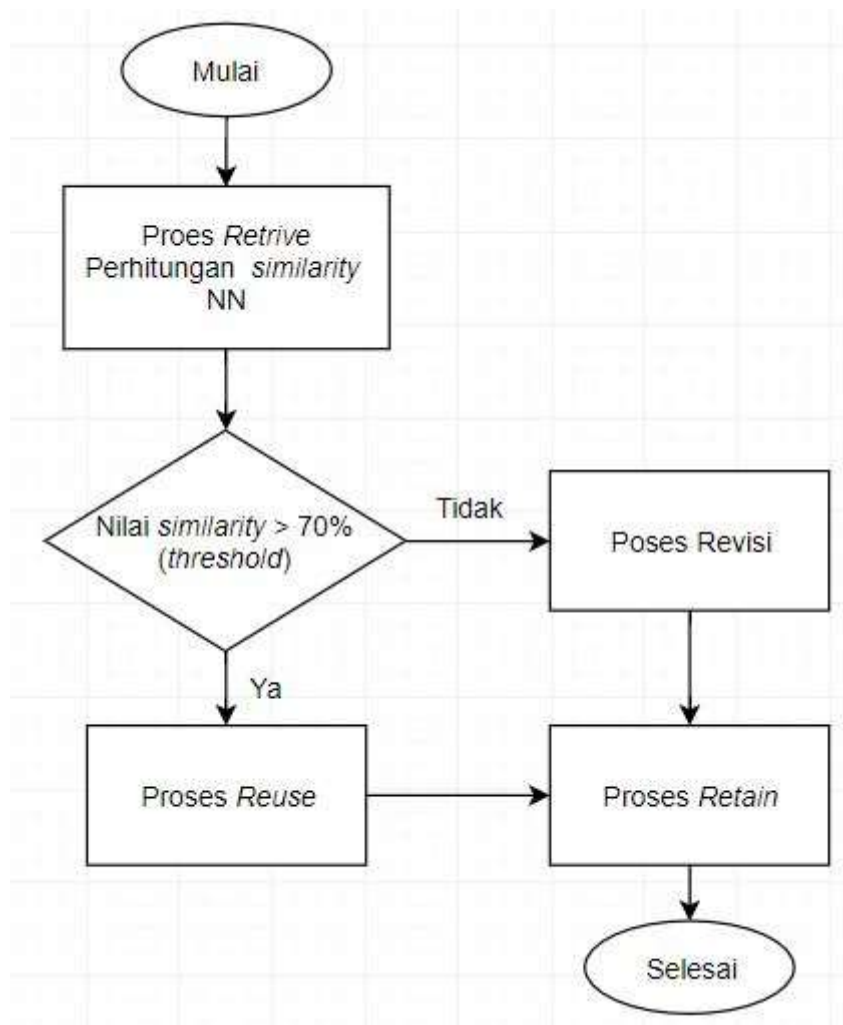 Mulai
Proes Retrive
Perhitungan similarity
NN
Nilai similarity > 70%
(threshold)
Tidak
Poses Revisi
Ya
Proses Reuse
Proses Retain
Selesai